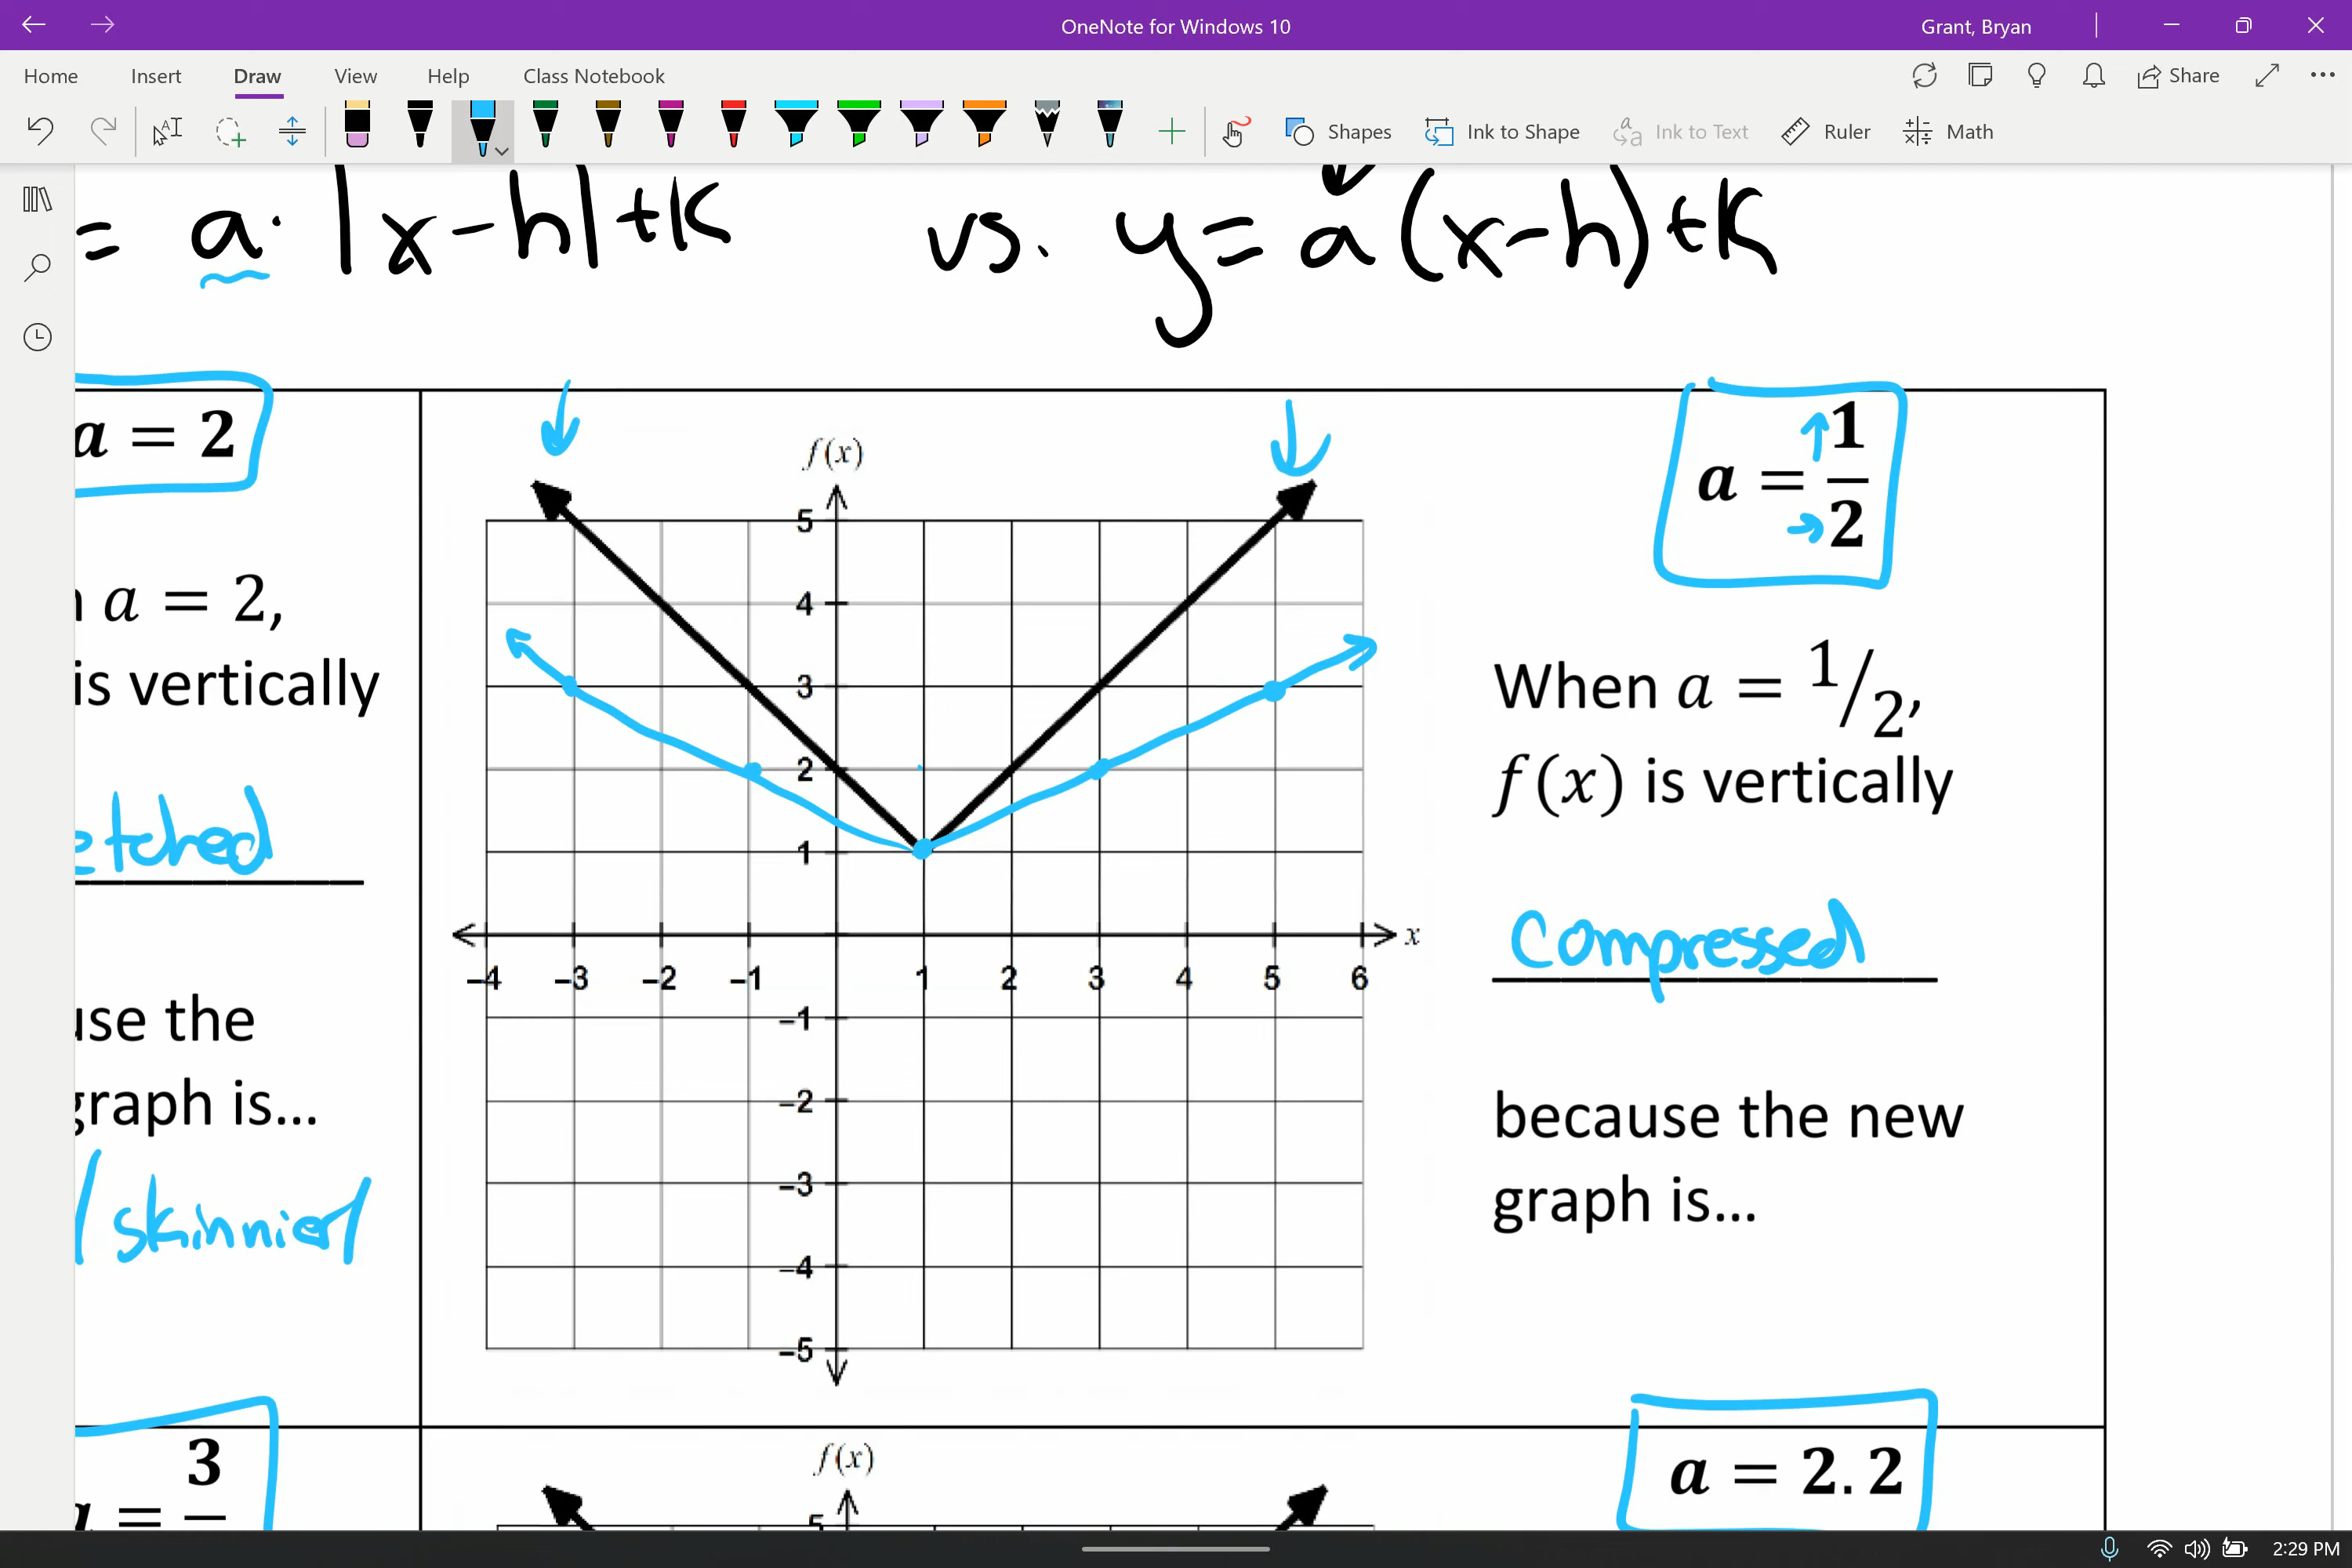 OneNote for Windows 10
Grant, Bryan
Home Insert Draw View Help Class Notebook
Share
Shapes Ink to Shape Ink to Text Ruler Math
= a· |x-h|+k vs. y=a(x-h)+k
a = 2
a = 2,
is vertically
etched
use the
graph is...
/skinnier
f(x)
5
4
3
2
1
-4 -3 -2 -1 1 2 3 4 5 6 x
-1
-2
-3
-4
-5
a = 1/2
When a = 1/2,
f(x) is vertically
Compressed
because the new
graph is...
= 3
f(x)
5
a = 2.2
2:29 PM